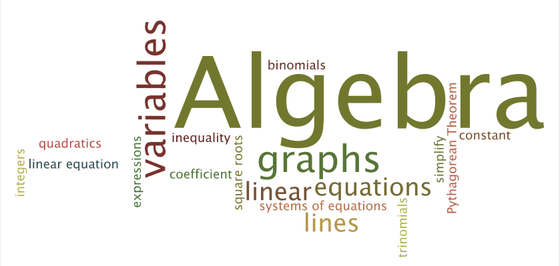 Algebra
variables
binomials
inequality
quadratics
linear equation
integers
expressions
coefficient
square roots
graphs
linear
equations
systems of equations
lines
trinomials
simplify
Pythagorean Theorem
constant